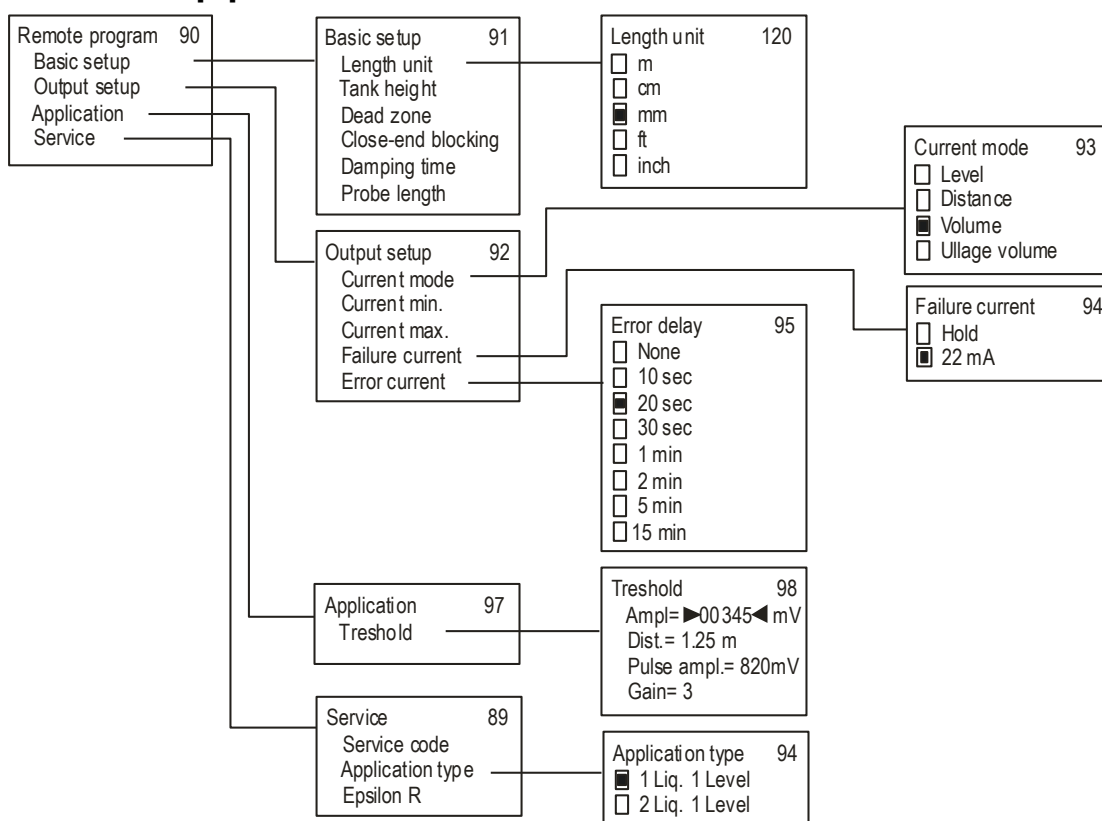 Remote program 90
Basic setup
Output setup
Application
Service
Basic setup 91
Length unit
Tank height
Dead zone
Close-end blocking
Damping time
Probe length
Length unit 120
m
cm
mm
ft
inch
Current mode 93
Level
Distance
Volume
Ullage volume
Output setup 92
Current mode
Current min.
Current max.
Failure current
Error current
Failure current 94
Hold
22 mA
Error delay 95
None
10 sec
20 sec
30 sec
1 min
2 min
5 min
15 min
Application 97
Treshold
Treshold 98
Ampl= ▶00345◀ mV
Dist.= 1.25 m
Pulse ampl.= 820mV
Gain= 3
Service 89
Service code
Application type
Epsilon R
Application type 94
1 Liq. 1 Level
2 Liq. 1 Level